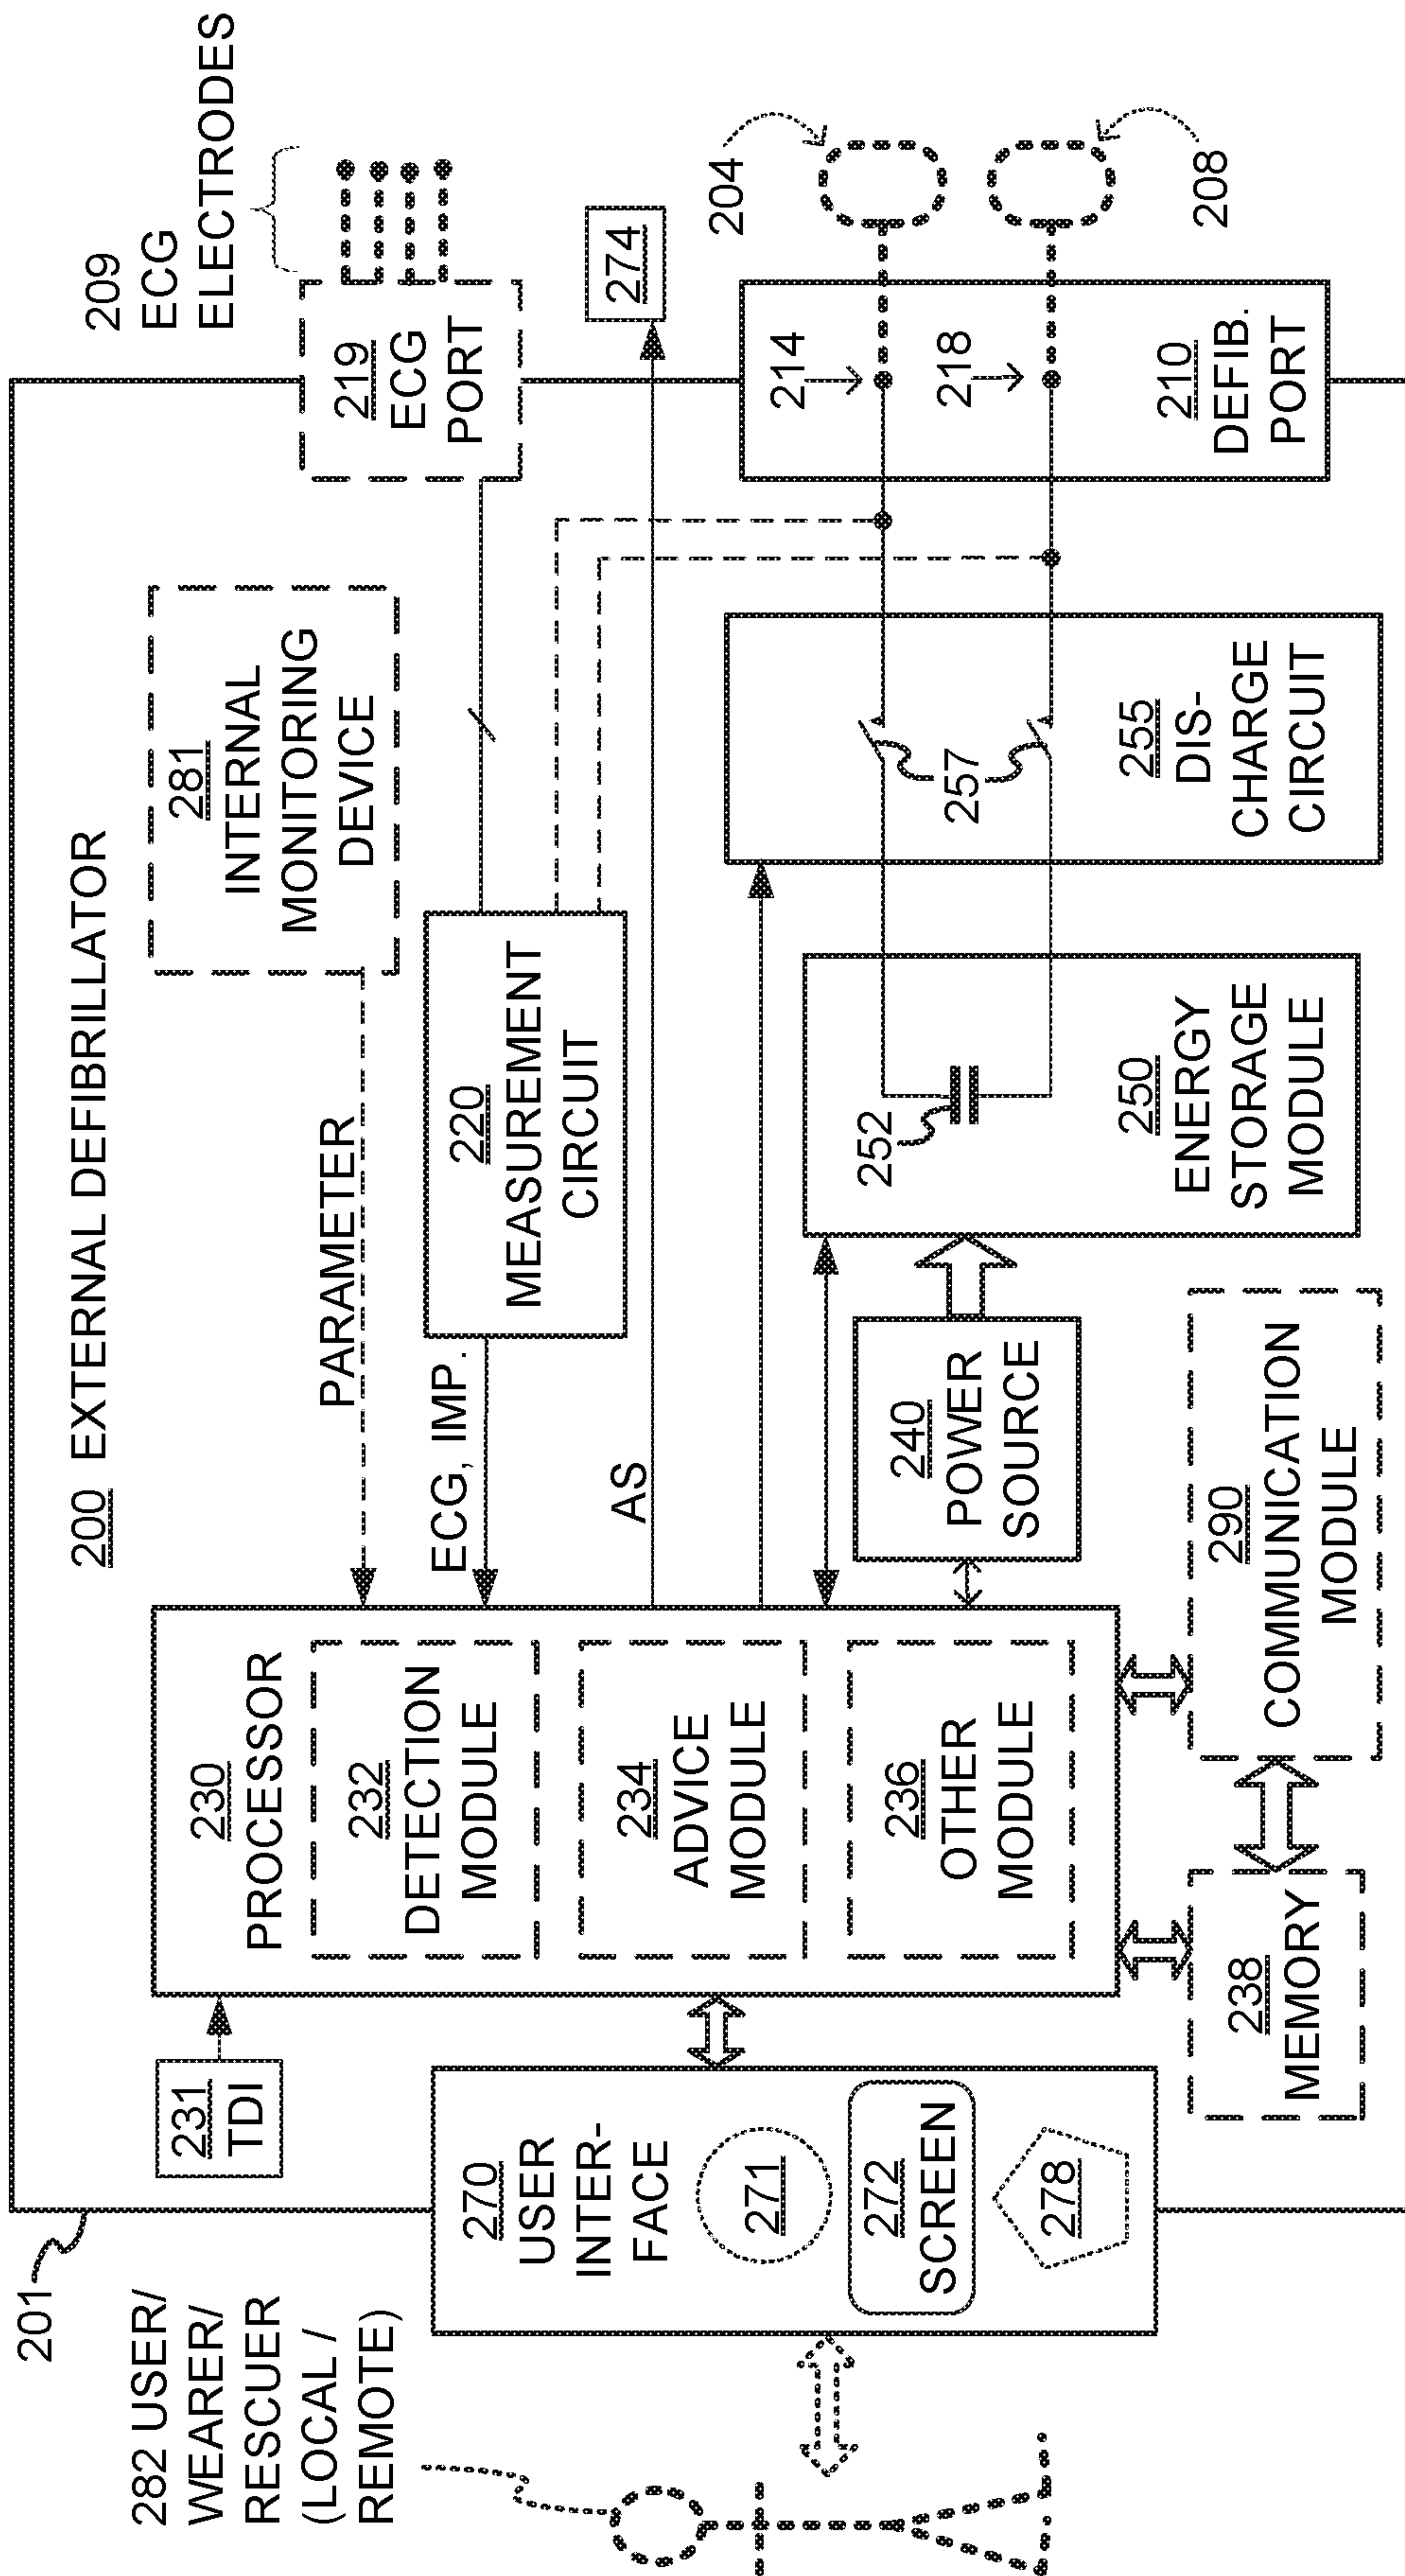 200 EXTERNAL DEFIBRILLATOR
201
282 USER/
WEARER/
RESCUER
(LOCAL /
REMOTE)
231
TDI
230
PROCESSOR
232
DETECTION
MODULE
234
ADVICE
MODULE
236
OTHER
MODULE
270
USER
INTER-
FACE
271
272
SCREEN
278
238
MEMORY
290
COMMUNICATION
MODULE
PARAMETER
ECG, IMP.
AS
281
INTERNAL
MONITORING
DEVICE
220
MEASUREMENT
CIRCUIT
240
POWER
SOURCE
252
250
ENERGY
STORAGE
MODULE
257
255
DIS-
CHARGE
CIRCUIT
209
ECG
ELECTRODES
219
ECG
PORT
274
214
218
210
DEFIB.
PORT
204
208